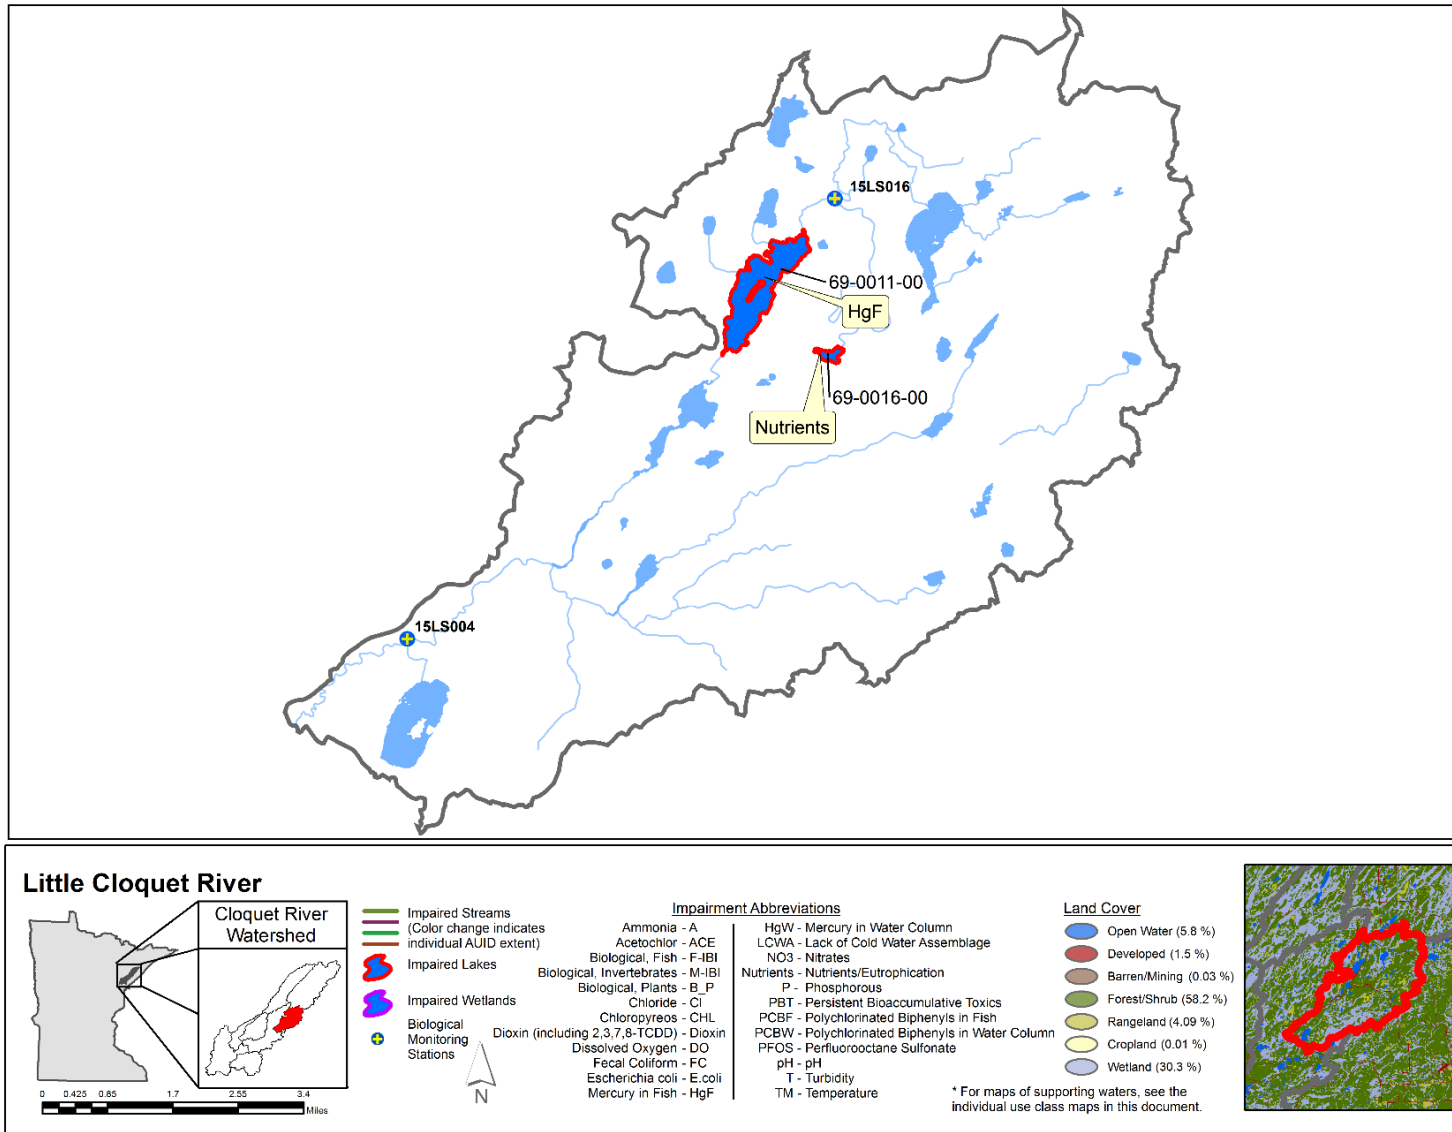 15LS016
69-0011-00
HgF
69-0016-00
Nutrients
15LS004
Little Cloquet River
Cloquet River
Watershed
0 0.425 0.85 1.7 2.55 3.4
Miles
Impaired Streams
(Color change indicates
individual AUID extent)
Impaired Lakes
Impaired Wetlands
Biological
Monitoring
Stations
N
Impairment Abbreviations
Ammonia - A
Acetochlor - ACE
Biological, Fish - F-IBI
Biological, Invertebrates - M-IBI
Biological, Plants - B_P
Chloride - Cl
Chloropyreos - CHL
Dioxin (including 2,3,7,8-TCDD) - Dioxin
Dissolved Oxygen - DO
Fecal Coliform - FC
Escherichia coli - E.coli
Mercury in Fish - HgF
HgW - Mercury in Water Column
LCWA - Lack of Cold Water Assemblage
NO3 - Nitrates
Nutrients - Nutrients/Eutrophication
P - Phosphorous
PBT - Persistent Bioaccumulative Toxics
PCBF - Polychlorinated Biphenyls in Fish
PCBW - Polychlorinated Biphenyls in Water Column
PFOS - Perfluorooctane Sulfonate
pH - pH
T - Turbidity
TM - Temperature
Land Cover
Open Water (5.8 %)
Developed (1.5 %)
Barren/Mining (0.03 %)
Forest/Shrub (58.2 %)
Rangeland (4.09 %)
Cropland (0.01 %)
Wetland (30.3 %)
* For maps of supporting waters, see the
individual use class maps in this document.